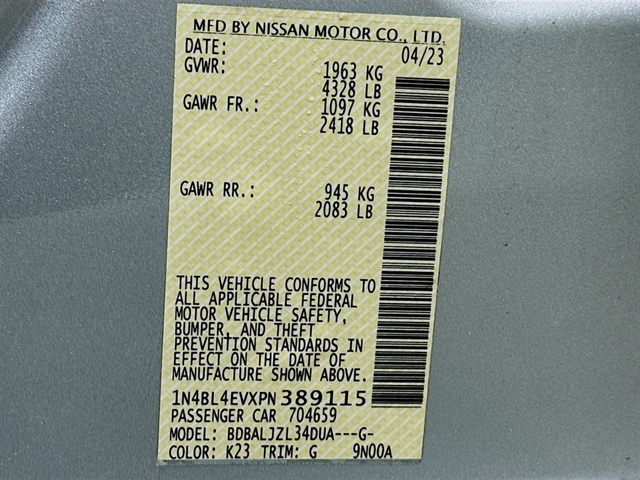 MFD BY NISSAN MOTOR CO., LTD.
DATE: 04/23
GVWR: 1963 KG
4328 LB
GAWR FR.: 1097 KG
2418 LB
GAWR RR.: 945 KG
2083 LB
THIS VEHICLE CONFORMS TO
ALL APPLICABLE FEDERAL
MOTOR VEHICLE SAFETY,
BUMPER, AND THEFT
PREVENTION STANDARDS IN
EFFECT ON THE DATE OF
MANUFACTURE SHOWN ABOVE.
1N4BL4EVXPN389115
PASSENGER CAR 704659
MODEL: BDBALJZL34DUA---G-
COLOR: K23 TRIM: G 9N00A